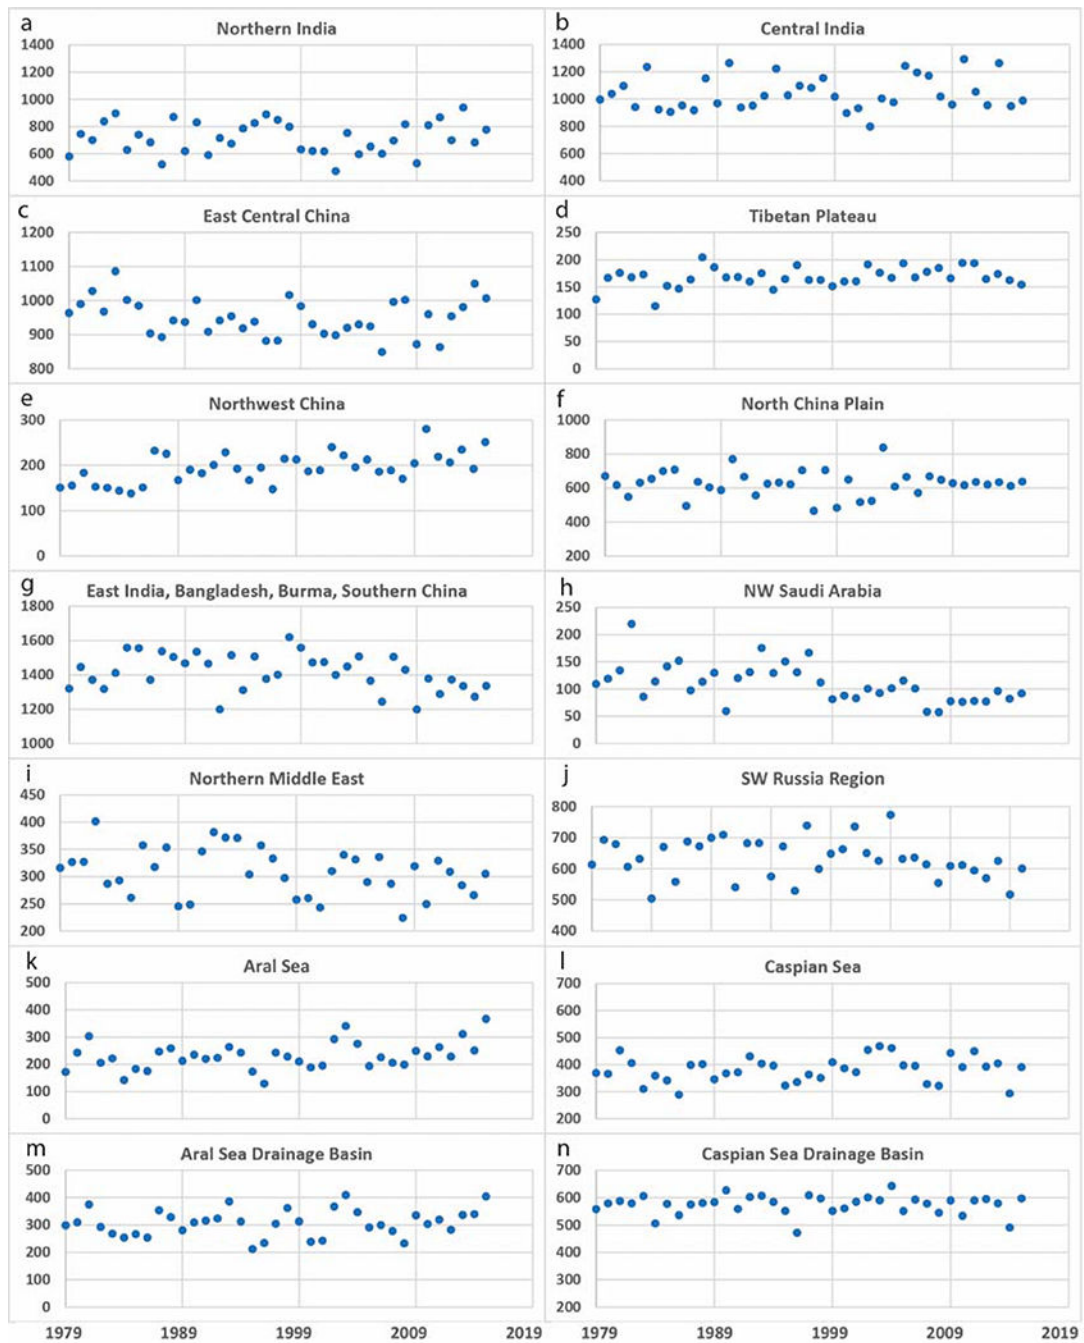 a
Northern India
1400
1200
1000
800
600
400
b
Central India
1400
1200
1000
800
600
400
c
East Central China
1200
1100
1000
900
800
d
Tibetan Plateau
250
200
150
100
50
0
e
Northwest China
300
200
100
0
f
North China Plain
1000
800
600
400
200
g
East India, Bangladesh, Burma, Southern China
1800
1600
1400
1200
1000
h
NW Saudi Arabia
250
200
150
100
50
0
i
Northern Middle East
450
400
350
300
250
200
j
SW Russia Region
800
700
600
500
400
k
Aral Sea
500
400
300
200
100
0
l
Caspian Sea
700
600
500
400
300
200
m
Aral Sea Drainage Basin
500
400
300
200
100
0
1979 1989 1999 2009 2019
n
Caspian Sea Drainage Basin
700
600
500
400
300
200
1979 1989 1999 2009 2019